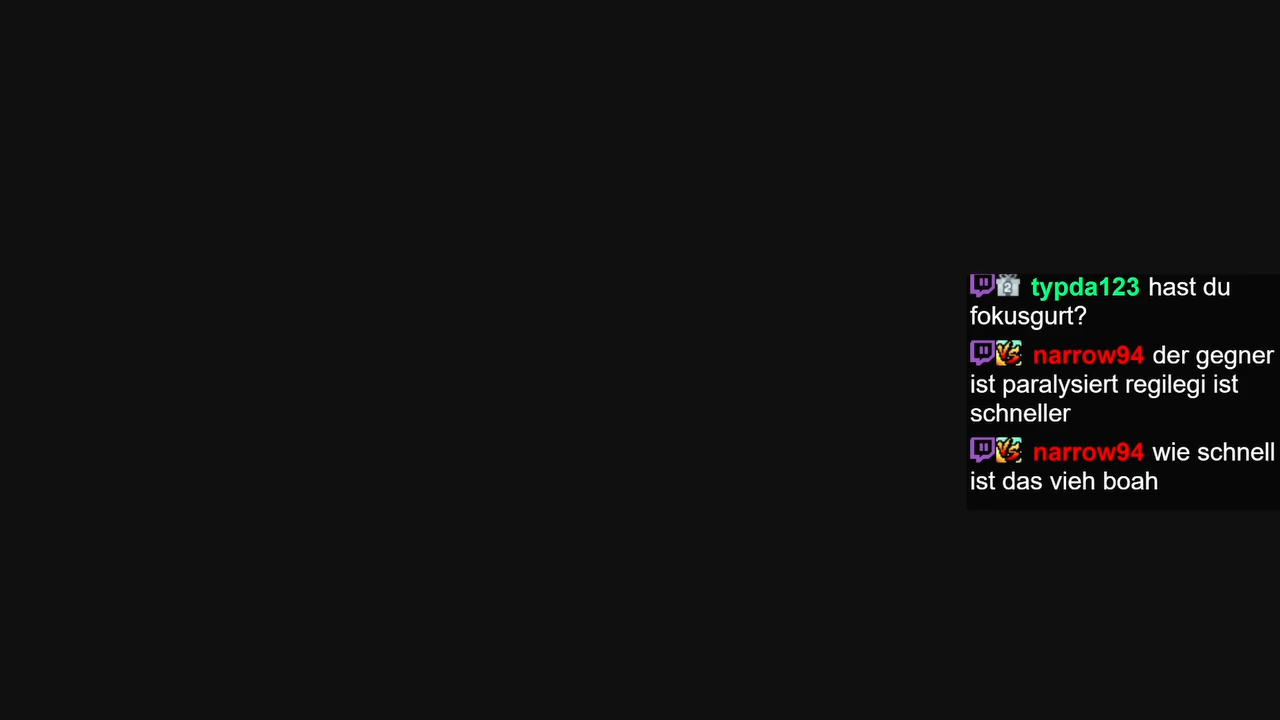 typda123 hast du
fokusgurt?
narrow94 der gegner
ist paralysiert regilegi ist
schneller
narrow94 wie schnell
ist das vieh boah